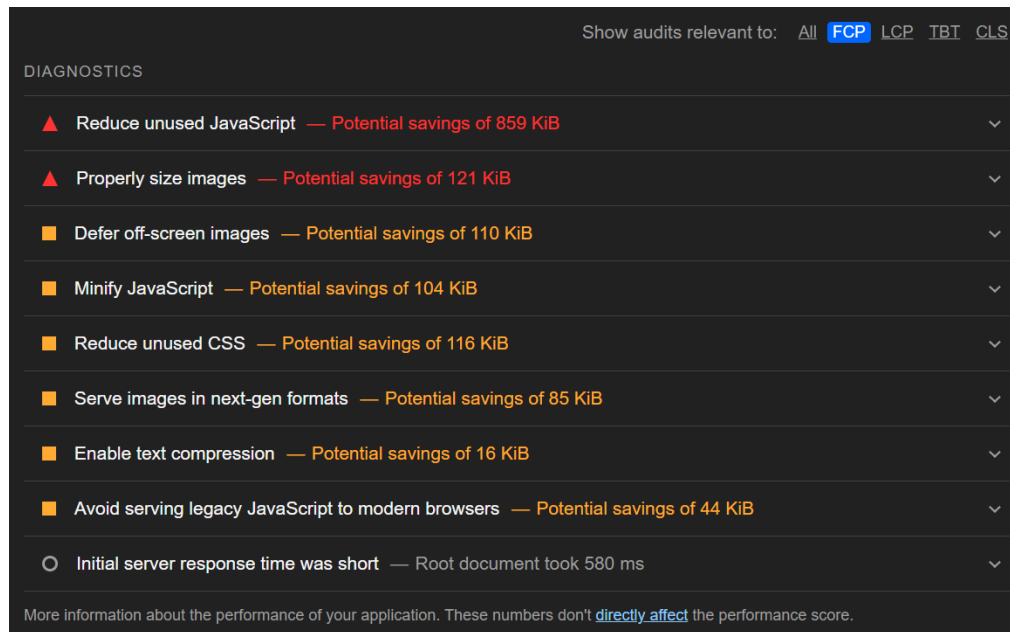 Show audits relevant to: All FCP LCP TBT CLS
DIAGNOSTICS
Reduce unused JavaScript — Potential savings of 859 KiB
Properly size images — Potential savings of 121 KiB
Defer off-screen images — Potential savings of 110 KiB
Minify JavaScript — Potential savings of 104 KiB
Reduce unused CSS — Potential savings of 116 KiB
Serve images in next-gen formats — Potential savings of 85 KiB
Enable text compression — Potential savings of 16 KiB
Avoid serving legacy JavaScript to modern browsers — Potential savings of 44 KiB
Initial server response time was short — Root document took 580 ms
More information about the performance of your application. These numbers don't directly affect the performance score.